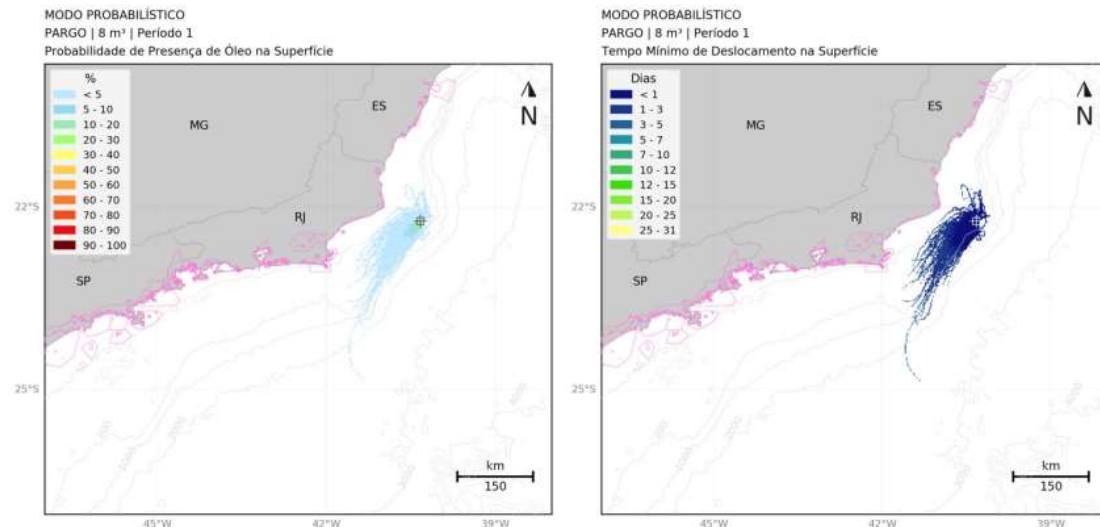 MODO PROBABILÍSTICO
PARGO | 8 m³ | Período 1
Probabilidade de Presença de Óleo na Superfície
%
< 5
5 - 10
10 - 20
20 - 30
30 - 40
40 - 50
50 - 60
60 - 70
70 - 80
80 - 90
90 - 100
N
ES
MG
RJ
SP
22°S
25°S
km
150
45°W
42°W
39°W
MODO PROBABILÍSTICO
PARGO | 8 m³ | Período 1
Tempo Mínimo de Deslocamento na Superfície
Dias
< 1
1 - 3
3 - 5
5 - 7
7 - 10
10 - 12
12 - 15
15 - 20
20 - 25
25 - 31
N
ES
MG
RJ
SP
22°S
25°S
km
150
45°W
42°W
39°W